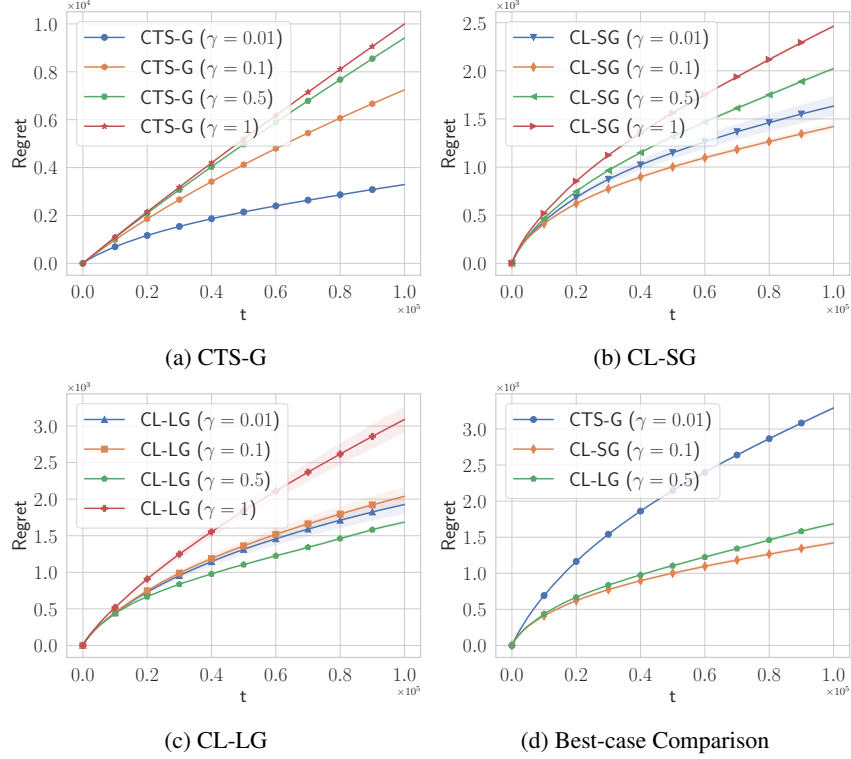 ×10⁴
1.0
0.8
0.6
0.4
0.2
0.0
Regret
CTS-G (γ = 0.01)
CTS-G (γ = 0.1)
CTS-G (γ = 0.5)
CTS-G (γ = 1)
0.0 0.2 0.4 0.6 0.8 1.0
t
×10⁵
(a) CTS-G
×10³
2.5
2.0
1.5
1.0
0.5
0.0
Regret
CL-SG (γ = 0.01)
CL-SG (γ = 0.1)
CL-SG (γ = 0.5)
CL-SG (γ = 1)
0.0 0.2 0.4 0.6 0.8 1.0
t
×10⁵
(b) CL-SG
×10³
3.0
2.5
2.0
1.5
1.0
0.5
0.0
Regret
CL-LG (γ = 0.01)
CL-LG (γ = 0.1)
CL-LG (γ = 0.5)
CL-LG (γ = 1)
0.0 0.2 0.4 0.6 0.8 1.0
t
×10⁵
(c) CL-LG
×10³
3.0
2.5
2.0
1.5
1.0
0.5
0.0
Regret
CTS-G (γ = 0.01)
CL-SG (γ = 0.1)
CL-LG (γ = 0.5)
0.0 0.2 0.4 0.6 0.8 1.0
t
×10⁵
(d) Best-case Comparison